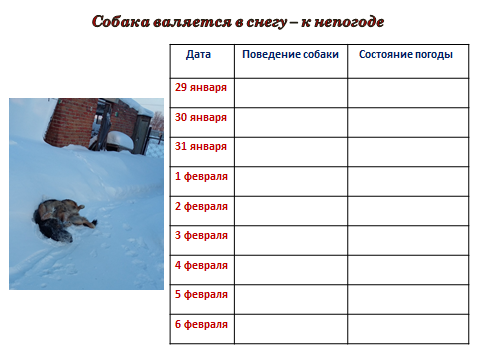 Собака валяется в снегу – к непогоде
Дата Поведение собаки Состояние погоды
29 января
30 января
31 января
1 февраля
2 февраля
3 февраля
4 февраля
5 февраля
6 февраля